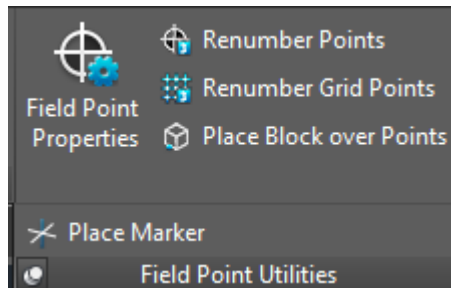 Field Point
Properties
Renumber Points
Renumber Grid Points
Place Block over Points
Place Marker
Field Point Utilities